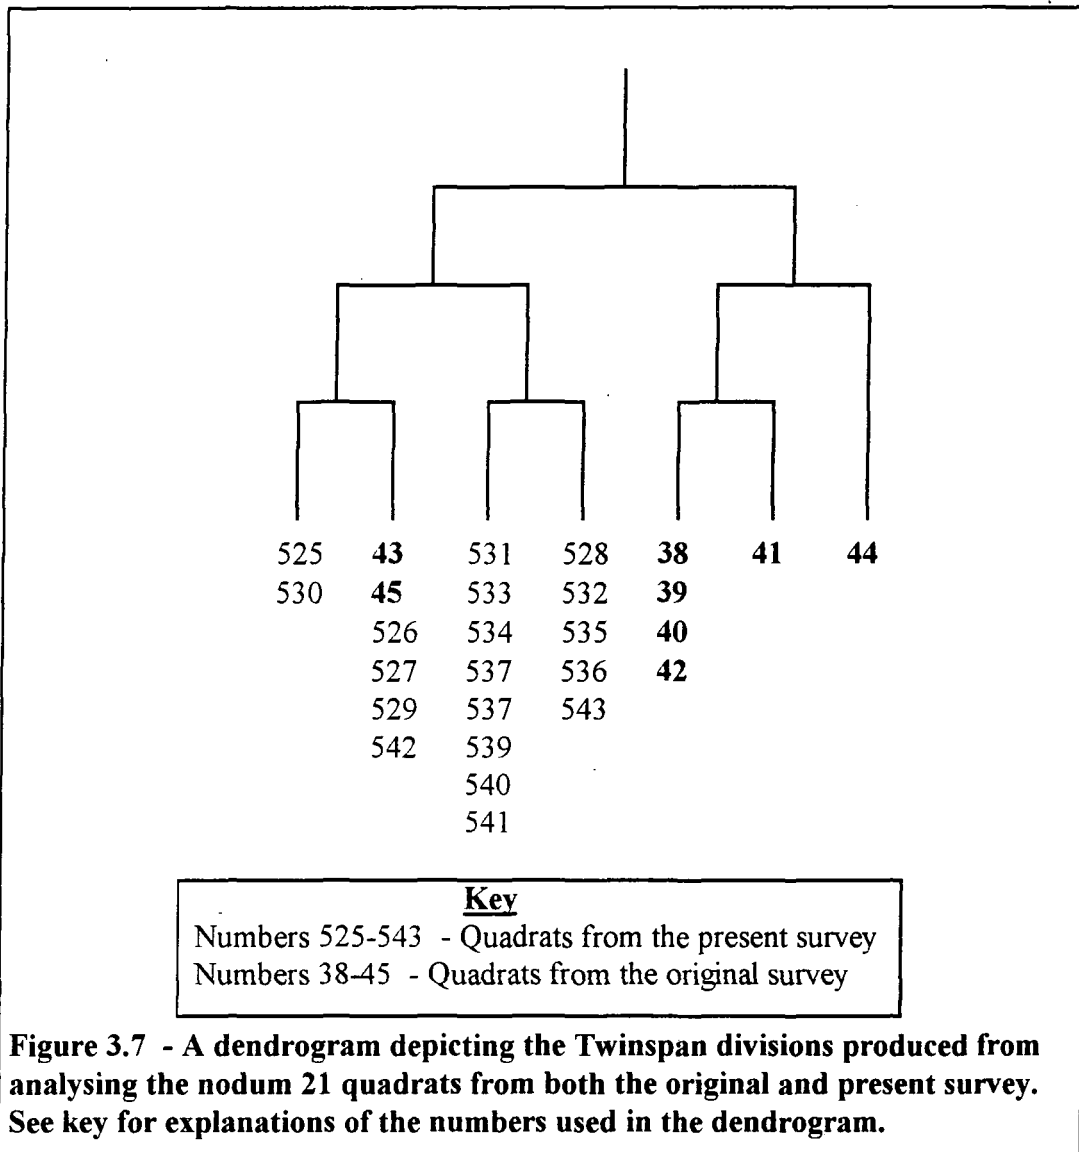 525 43 531 528 38 41 44
530 45 533 532 39
526 534 535 40
527 537 536 42
529 537 543
542 539
540
541
Key
Numbers 525-543 - Quadrats from the present survey
Numbers 38-45 - Quadrats from the original survey
Figure 3.7 - A dendrogram depicting the Twinspan divisions produced from
analysing the nodum 21 quadrats from both the original and present survey.
See key for explanations of the numbers used in the dendrogram.